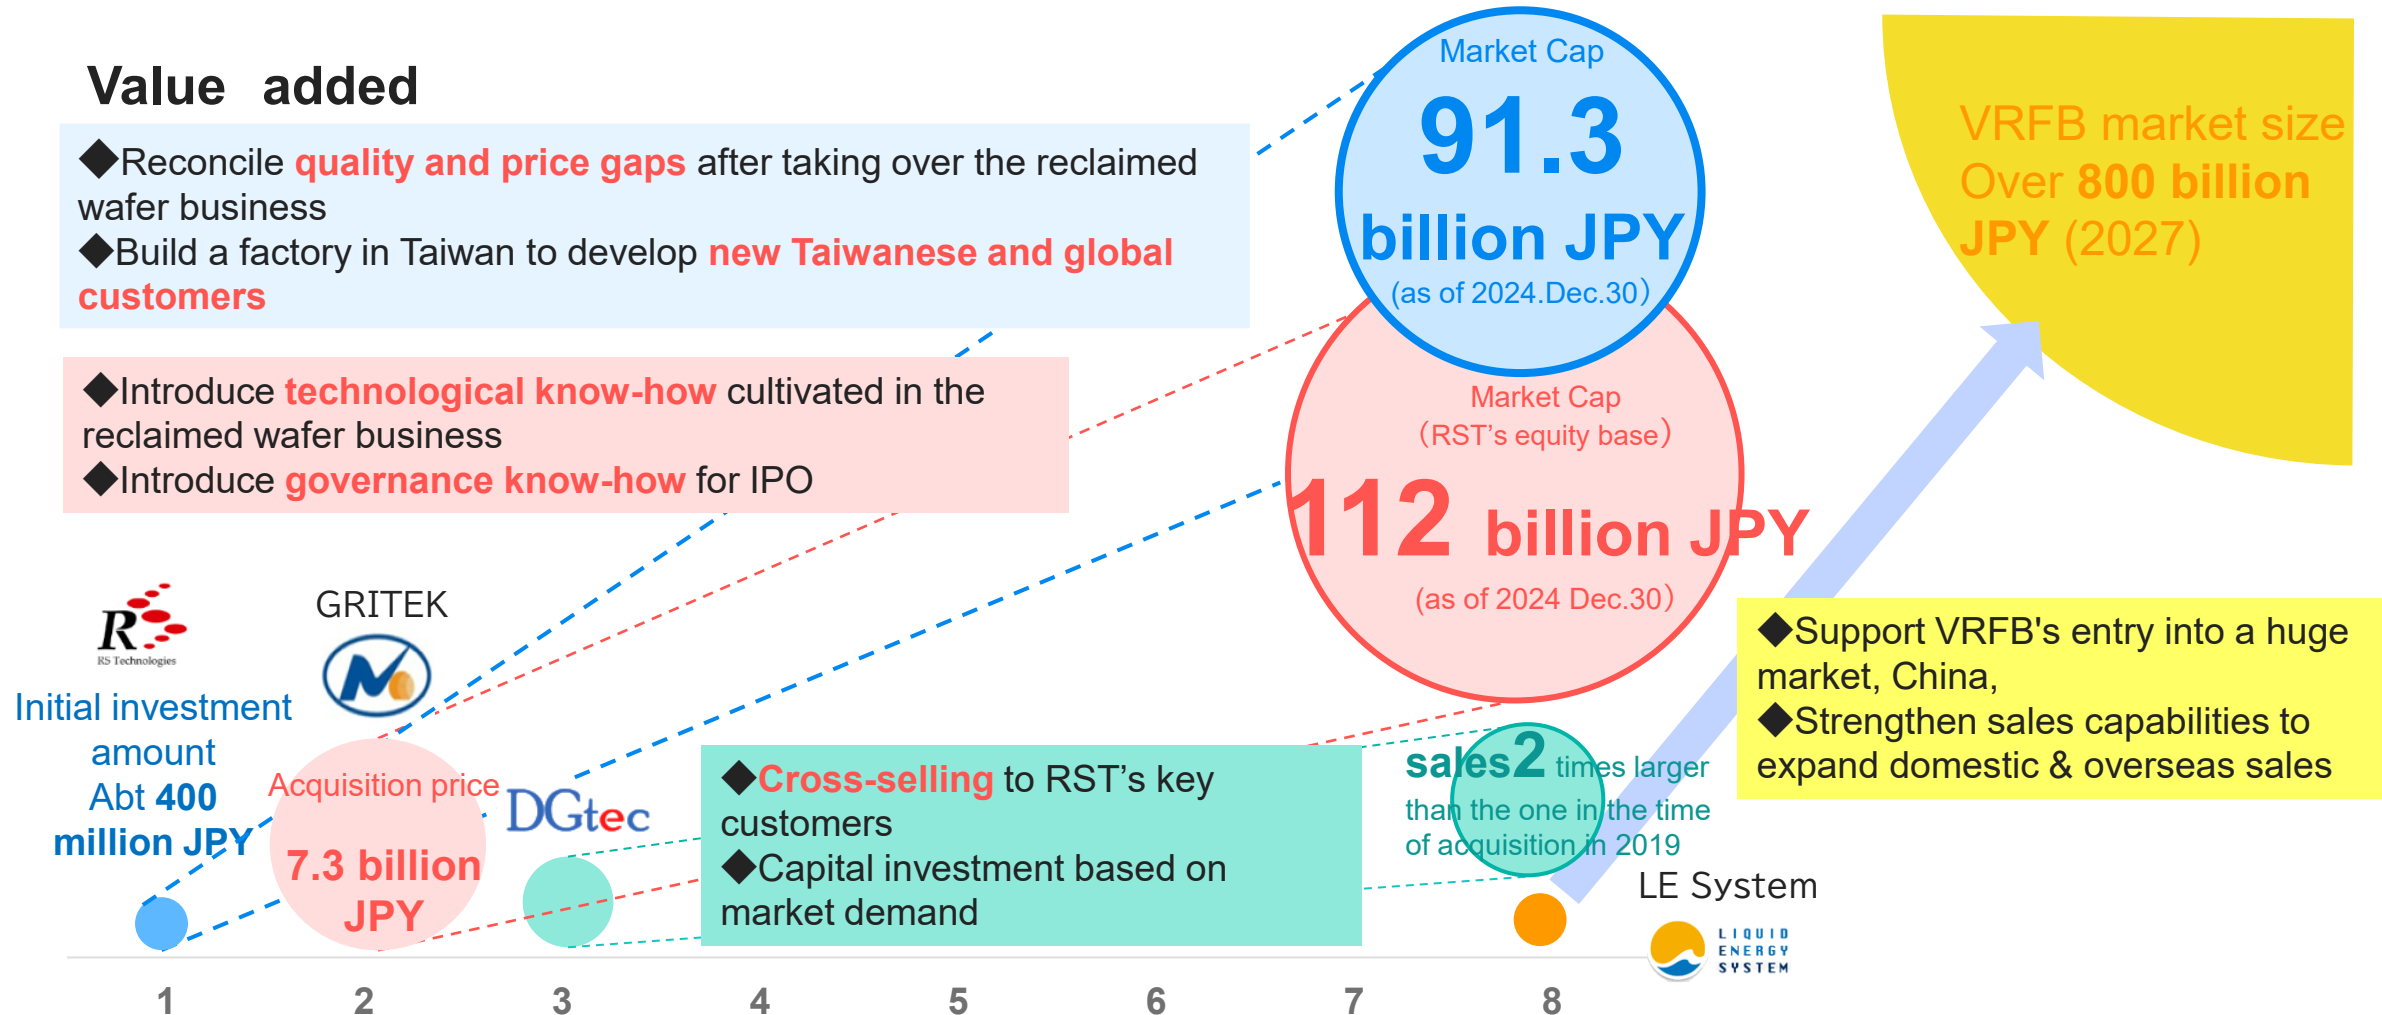 Value added
◆Reconcile quality and price gaps after taking over the reclaimed
wafer business
◆Build a factory in Taiwan to develop new Taiwanese and global
customers
◆Introduce technological know-how cultivated in the
reclaimed wafer business
◆Introduce governance know-how for IPO
Market Cap
91.3
billion JPY
(as of 2024.Dec.30）
Market Cap
（RST’s equity base）
112 billion JPY
(as of 2024 Dec.30）
VRFB market size
Over 800 billion
JPY (2027)
R
RS Technologies
Initial investment
amount
Abt 400
million JPY
GRITEK
Acquisition price
7.3 billion
JPY
DGtec
◆Cross-selling to RST’s key
customers
◆Capital investment based on
market demand
sales2 times larger
than the one in the time
of acquisition in 2019
◆Support VRFB's entry into a huge
market, China,
◆Strengthen sales capabilities to
expand domestic & overseas sales
LE System
LIQUID
ENERGY
SYSTEM
1 2 3 4 5 6 7 8